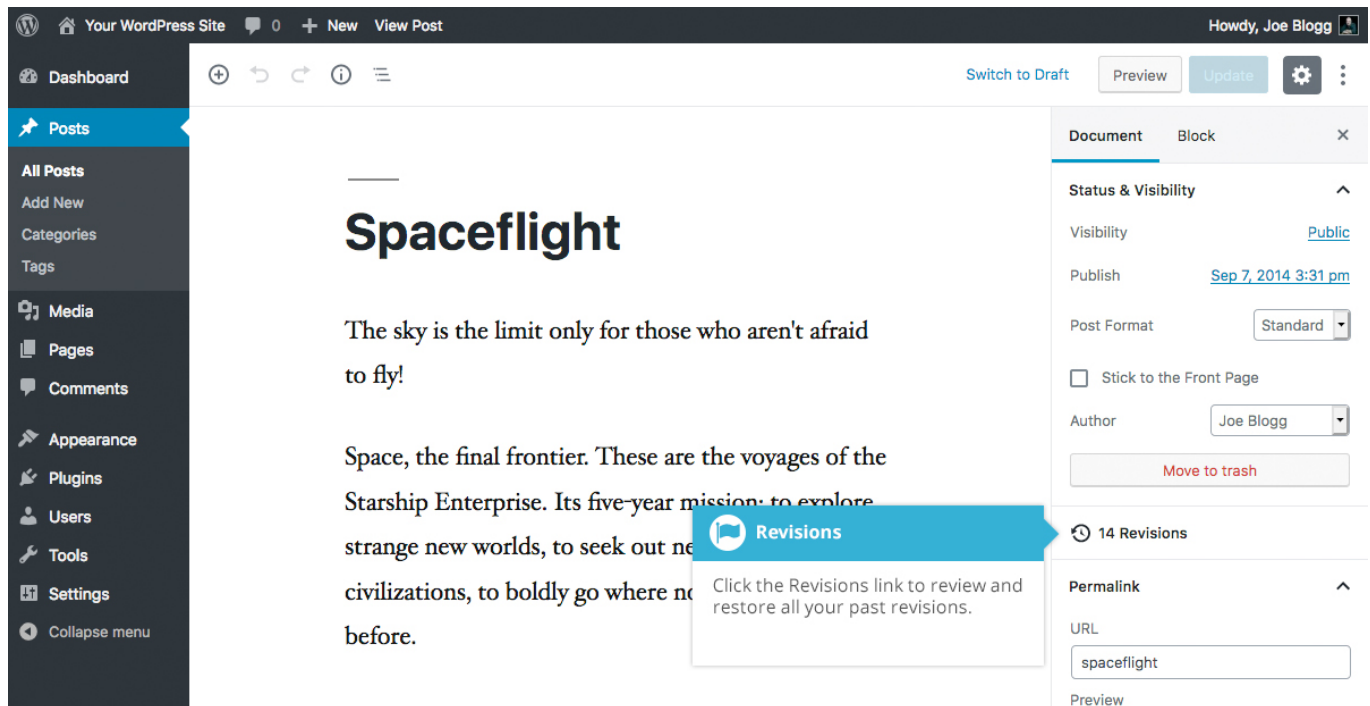 Your WordPress Site 0 New View Post Howdy, Joe Blogg
Dashboard
Posts
All Posts
Add New
Categories
Tags
Media
Pages
Comments
Appearance
Plugins
Users
Tools
Settings
Collapse menu
Switch to Draft Preview Update
Spaceflight
The sky is the limit only for those who aren't afraid
to fly!
Space, the final frontier. These are the voyages of the
Starship Enterprise. Its five-year mission: to explore
strange new worlds, to seek out
civilizations, to boldly go where
before.
Revisions
Click the Revisions link to review and
restore all your past revisions.
Document Block
Status & Visibility
Visibility Public
Publish Sep 7, 2014 3:31 pm
Post Format Standard
Stick to the Front Page
Author Joe Blogg
Move to trash
14 Revisions
Permalink
URL
spaceflight
Preview